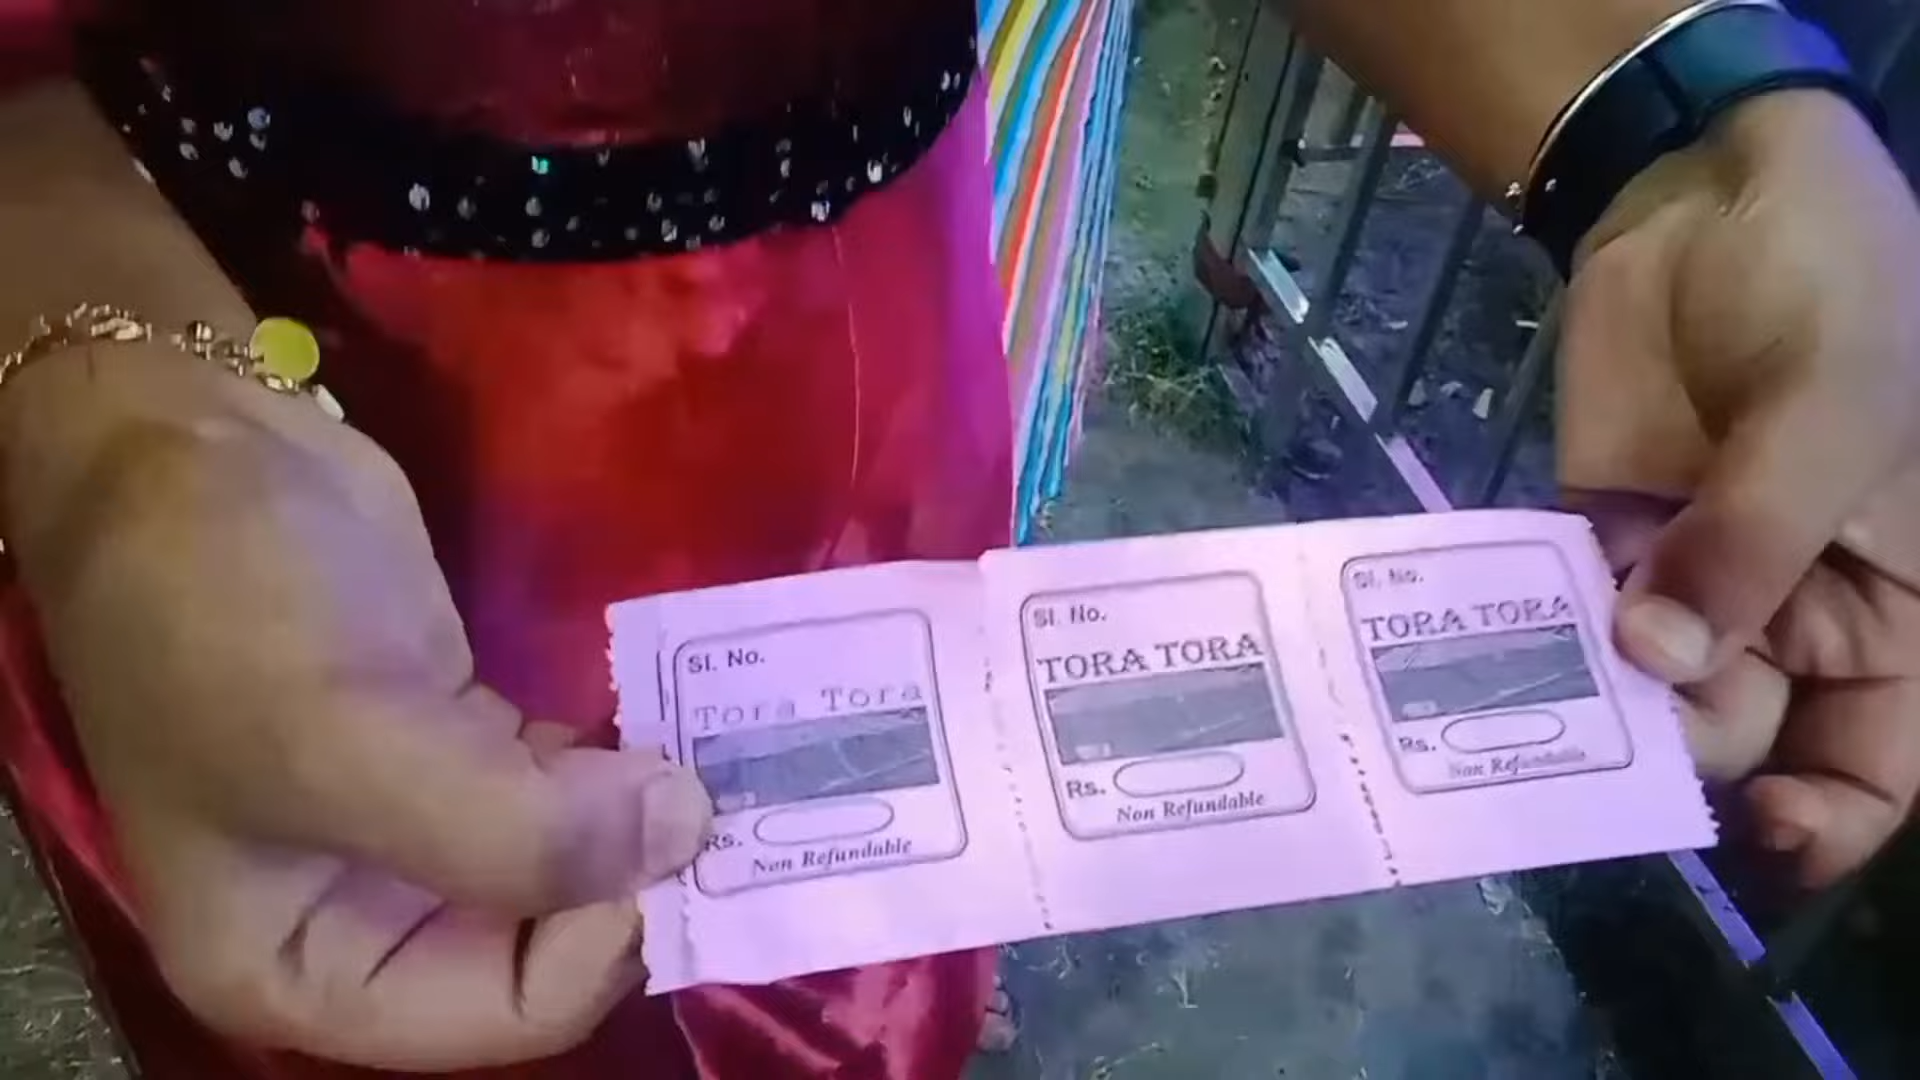 Sl. No.
Tora Tora
Rs.
Non Refundable
Sl. No.
TORA TORA
Rs.
Non Refundable
Sl. No.
TORA TORA
Rs.
Non Refundable